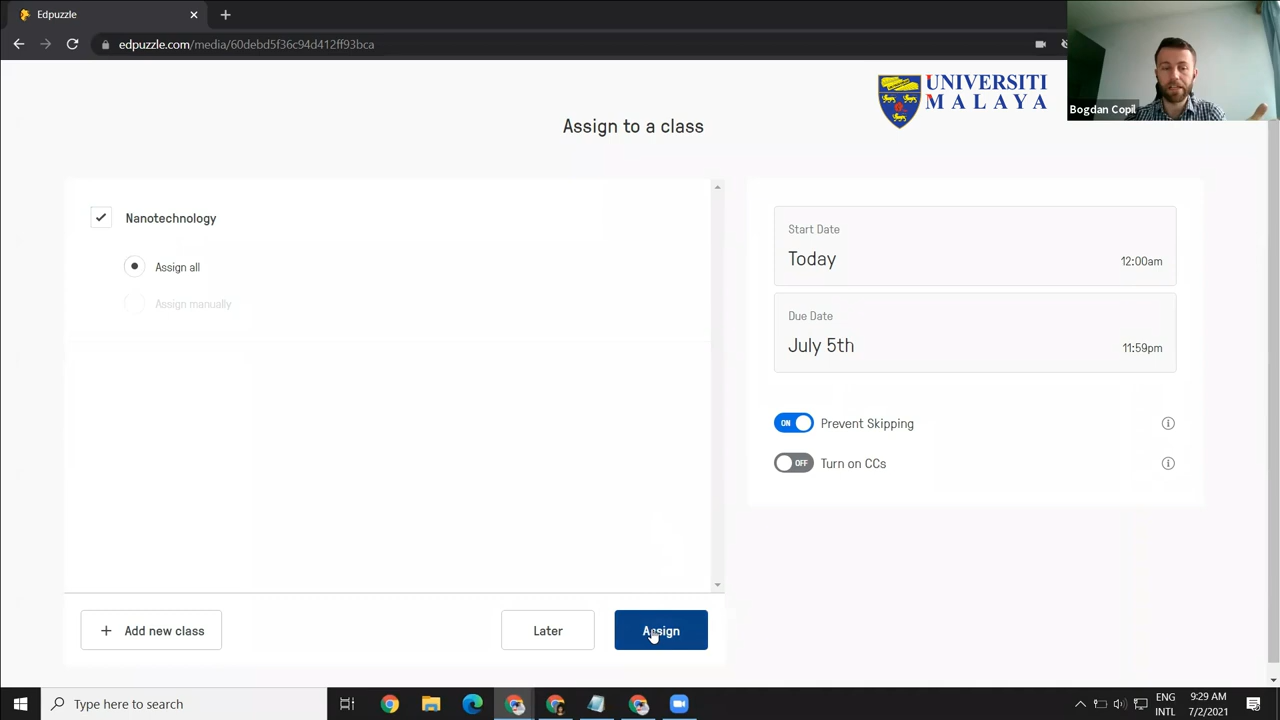 Edpuzzle
edpuzzle.com/media/60debd5f36c94d412ff93bca
UNIVERSITI
MALAYA
Bogdan Copil
Assign to a class
Nanotechnology
Assign all
Assign manually
Start Date
Today
12:00am
Due Date
July 5th
11:59pm
ON
Prevent Skipping
OFF
Turn on CCs
+ Add new class
Later
Assign
Type here to search
ENG
INTL
9:29 AM
7/2/2021